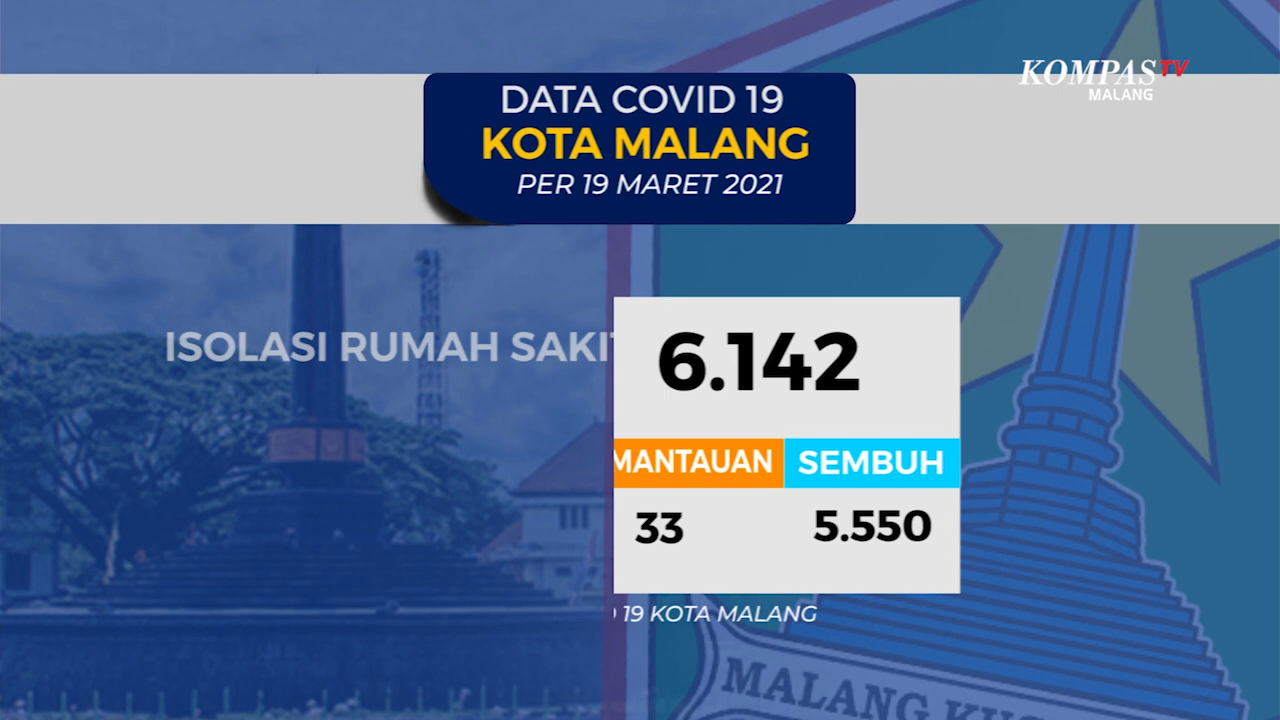 KOMPAS TV
MALANG
DATA COVID 19
KOTA MALANG
PER 19 MARET 2021
ISOLASI RUMAH SAKIT
6.142
MANTAUAN SEMBUH
33 5.550
19 KOTA MALANG
MALANG